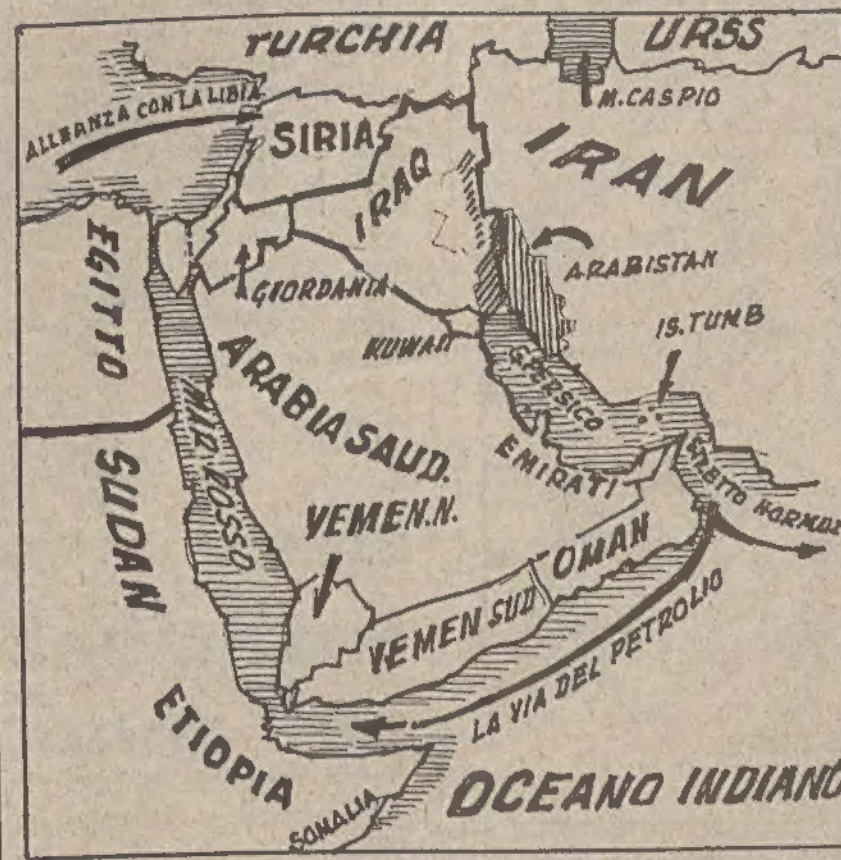 TURCHIA
URSS
M. CASPIO
ALLEANZA CON LA LIBIA
SIRIA
IRAQ
IRAN
ARABISTAN
EGITTO
GIORDANIA
KUWAIT
IS. TUMB
ARABIA SAUD.
G. PERSICO
MAR ROSSO
EMIRATI
STRETTO HORMUZ
SUDAN
YEMEN.N.
OMAN
YEMEN SUD
LA VIA DEL PETROLIO
ETIOPIA
SOMALIA
OCEANO INDIANO